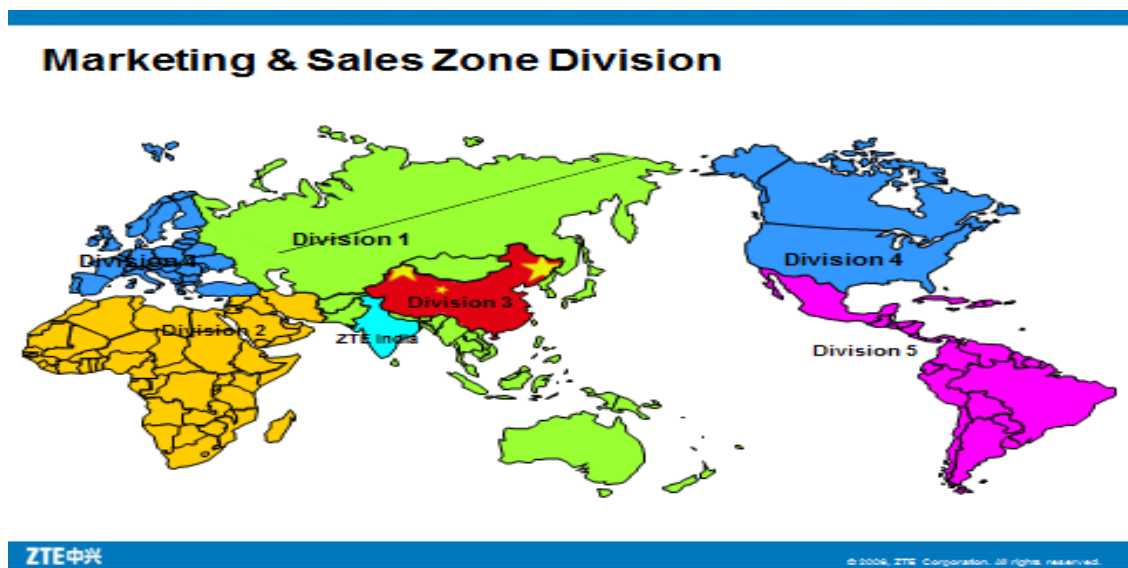 Marketing & Sales Zone Division
Division 1
Division 4
Division 4
Division 3
Division 2
ZTE India
Division 5
ZTE中兴
© 2006, ZTE Corporation. All rights reserved.